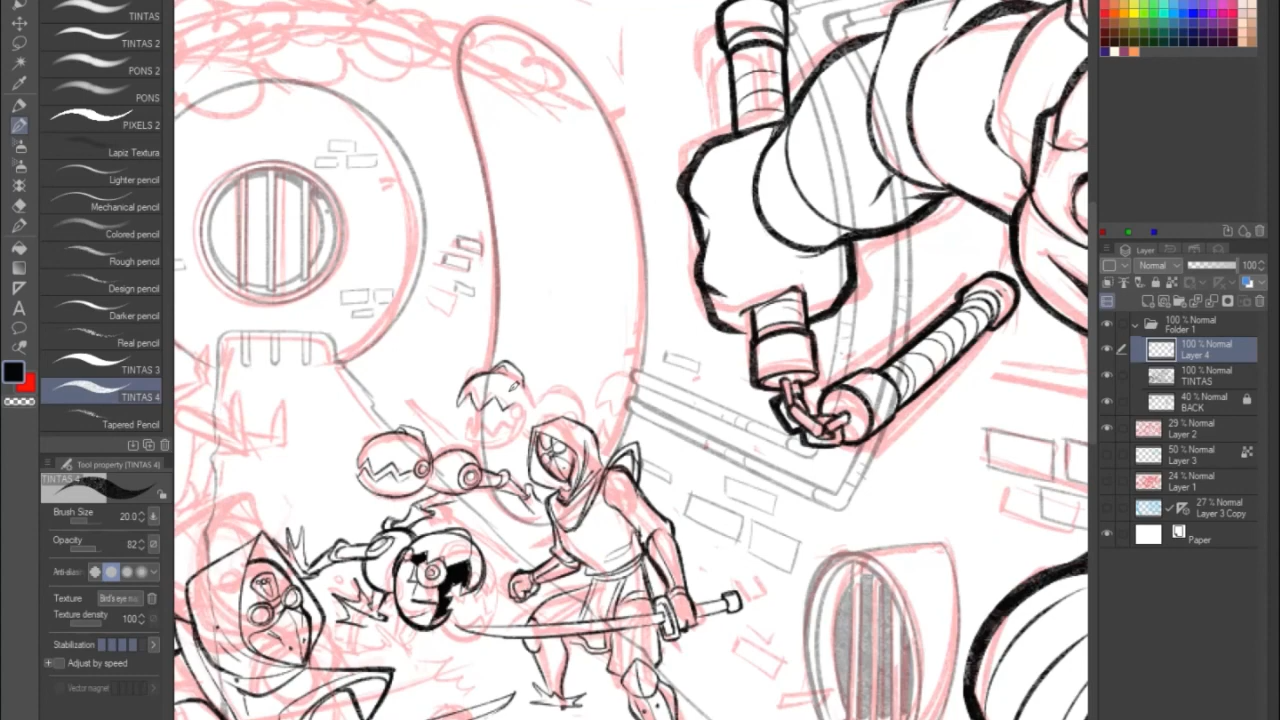 TINTAS
TINTAS 2
PONS 2
PONS
PIXELS 2
Lapiz Textura
Lighter pencil
Mechanical pencil
Colored pencil
Rough pencil
Design pencil
Darker pencil
Real pencil
TINTAS 3
TINTAS 4
Tapered Pencil
Tool property [TINTAS 4]
TINTAS 4
Brush Size
20.0
Opacity
82
Texture
Texture density
100
Stabilization
Adjust by speed
Vector magnet
Layer
Normal
100
100 % Normal
Folder 1
100 % Normal
Layer 4
100 % Normal
TINTAS
40 % Normal
BACK
29 % Normal
Layer 2
50 % Normal
Layer 3
24 % Normal
Layer 1
27 % Normal
Layer 3 Copy
Paper